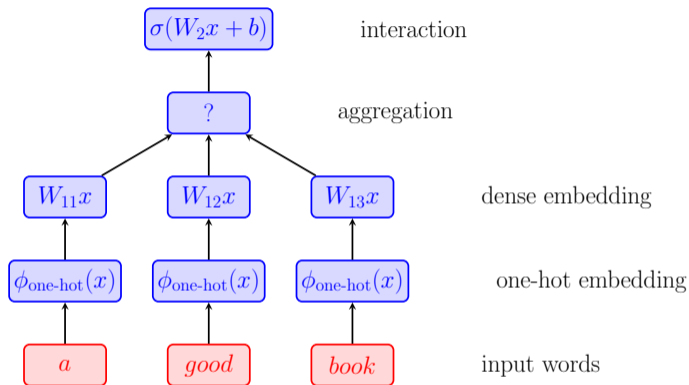 σ(W₂x + b) interaction
? aggregation
W₁₁x W₁₂x W₁₃x dense embedding
ϕone-hot(x) ϕone-hot(x) ϕone-hot(x) one-hot embedding
a good book input words